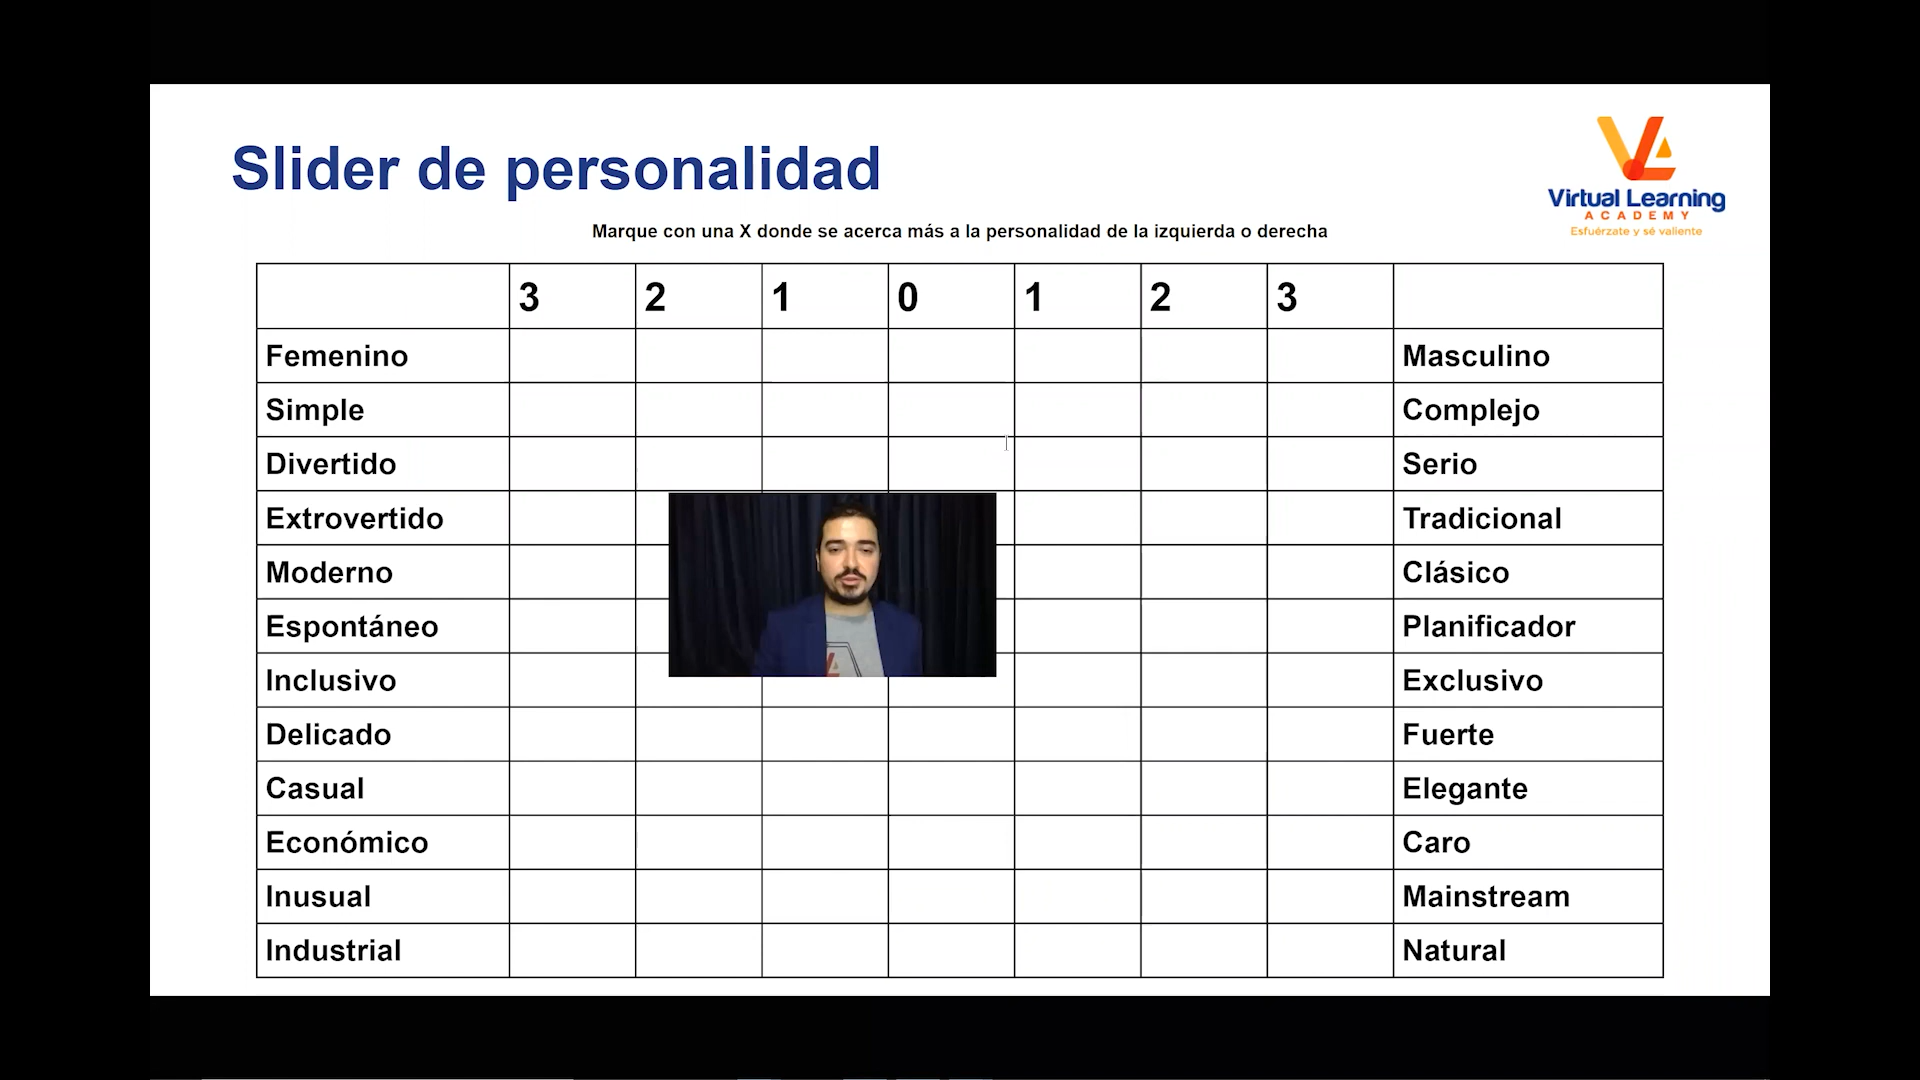 Slider de personalidad
Virtual Learning
ACADEMY
Esfuérzate y sé valiente
Marque con una X donde se acerca más a la personalidad de la izquierda o derecha
3 2 1 0 1 2 3
Femenino Masculino
Simple Complejo
Divertido Serio
Extrovertido Tradicional
Moderno Clásico
Espontáneo Planificador
Inclusivo Exclusivo
Delicado Fuerte
Casual Elegante
Económico Caro
Inusual Mainstream
Industrial Natural